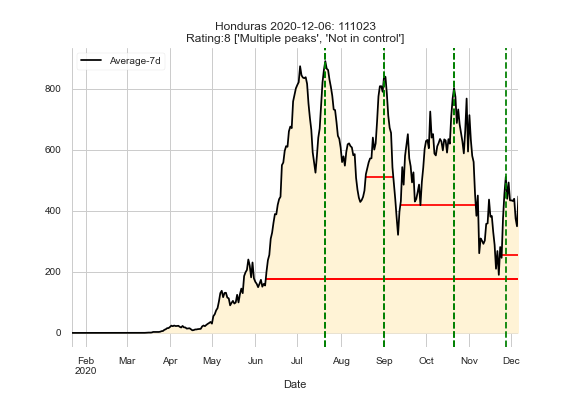 Honduras 2020-12-06: 111023
Rating:8 ['Multiple peaks', 'Not in control']
Average-7d
800
600
400
200
0
Feb
2020
Mar
Apr
May
Jun
Jul
Aug
Sep
Oct
Nov
Dec
Date